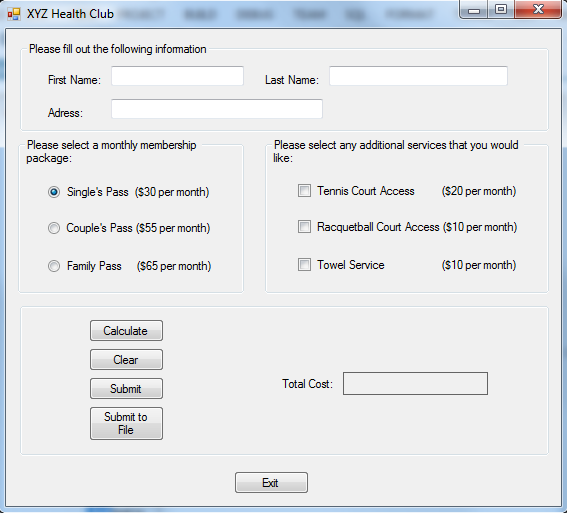 XYZ Health Club
Please fill out the following information
First Name:
Last Name:
Adress:
Please select a monthly membership
package:
Single's Pass ($30 per month)
Couple's Pass ($55 per month)
Family Pass ($65 per month)
Please select any additional services that you would
like:
Tennis Court Access ($20 per month)
Racquetball Court Access ($10 per month)
Towel Service ($10 per month)
Calculate
Clear
Submit
Submit to
File
Total Cost:
Exit